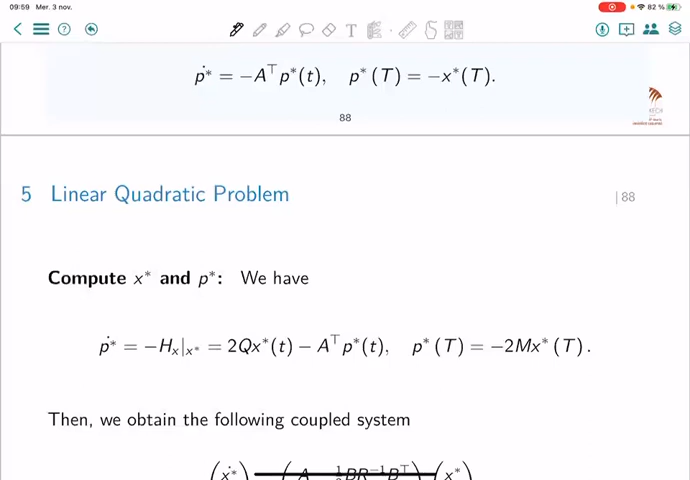 09:59 Mer. 3 nov. 82 %
ṗ* = −A⊤p*(t), p*(T) = −x*(T).
88
5 Linear Quadratic Problem | 88
Compute x* and p*: We have
ṗ* = −Hₓ|ₓ* = 2Qx*(t) − A⊤p*(t), p*(T) = −2Mx*(T).
Then, we obtain the following coupled system